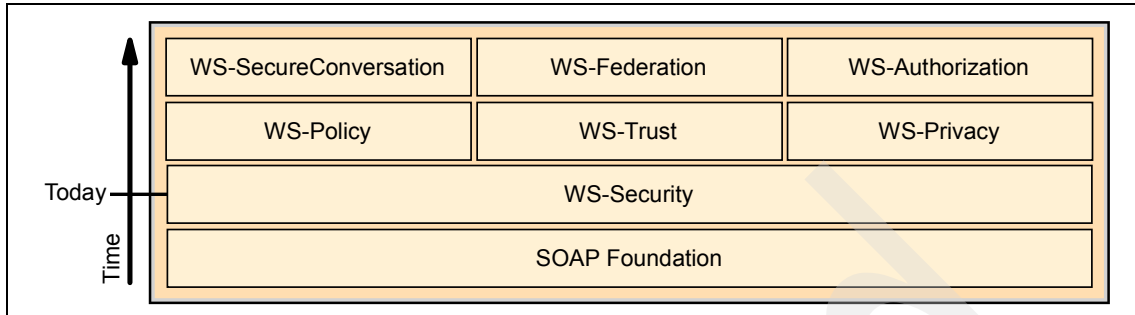 WS-SecureConversation WS-Federation WS-Authorization
WS-Policy WS-Trust WS-Privacy
Today WS-Security
Time
SOAP Foundation